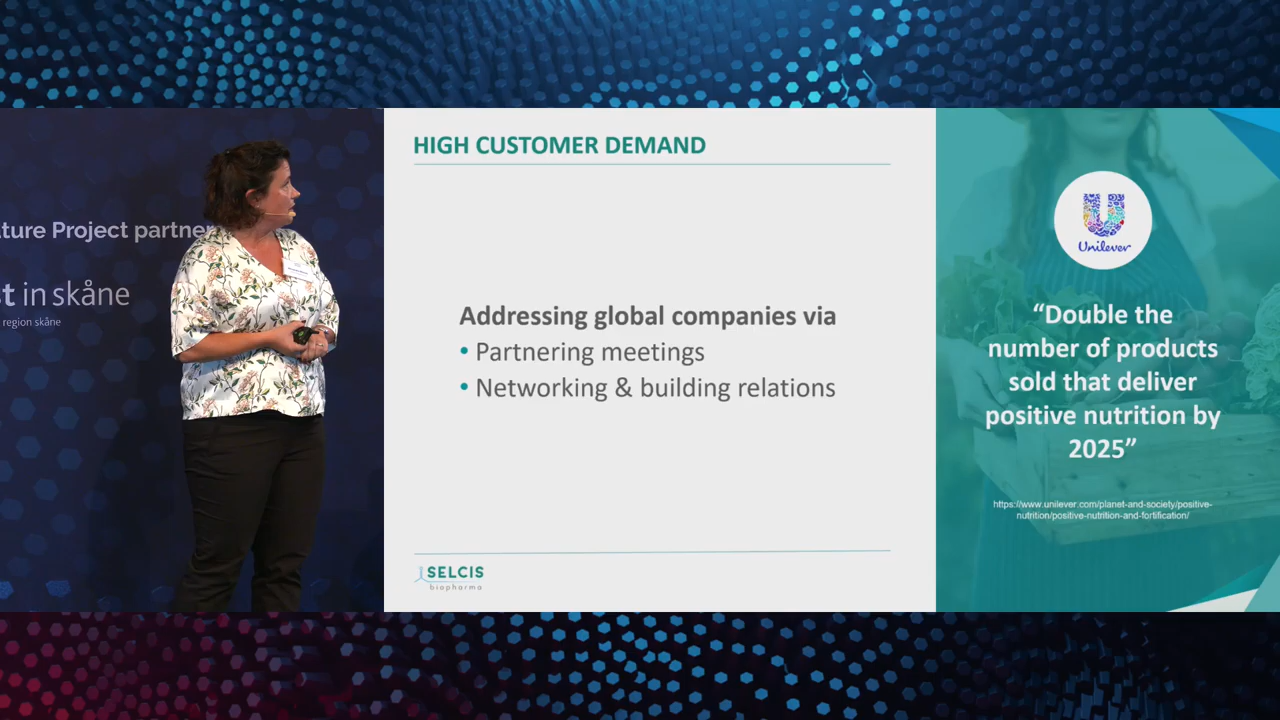 ture Project partner
st in skåne
region skåne
HIGH CUSTOMER DEMAND
Addressing global companies via
• Partnering meetings
• Networking & building relations
SELCIS
biopharma
Unilever
“Double the
number of products
sold that deliver
positive nutrition by
2025”
https://www.unilever.com/planet-and-society/positive-
nutrition/positive-nutrition-and-fortification/